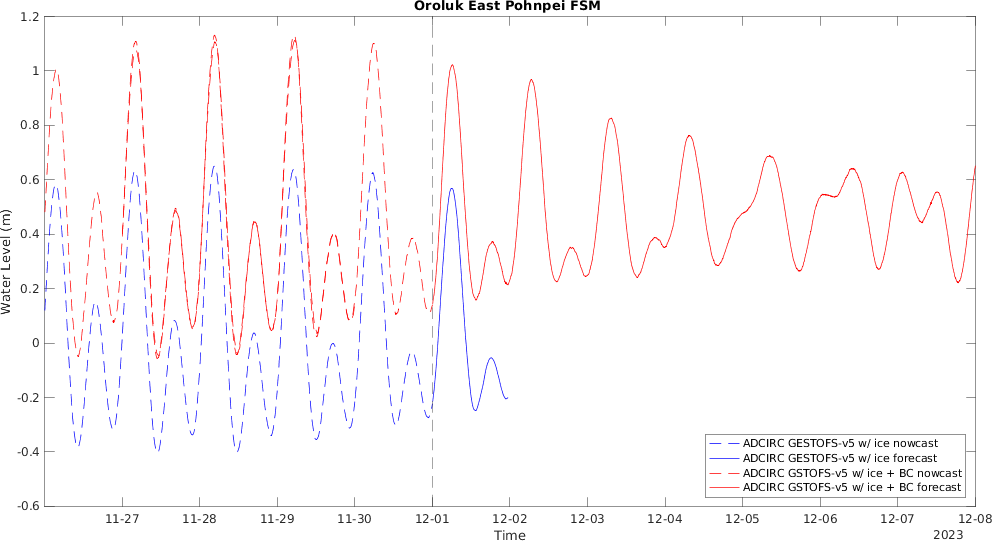 Oroluk East Pohnpei FSM
Water Level (m)
1.2
1
0.8
0.6
0.4
0.2
0
-0.2
-0.4
-0.6
11-27 11-28 11-29 11-30 12-01 12-02 12-03 12-04 12-05 12-06 12-07 12-08
Time
2023
ADCIRC GESTOFS-v5 w/ ice nowcast
ADCIRC GESTOFS-v5 w/ ice forecast
ADCIRC GSTOFS-v5 w/ ice + BC nowcast
ADCIRC GSTOFS-v5 w/ ice + BC forecast